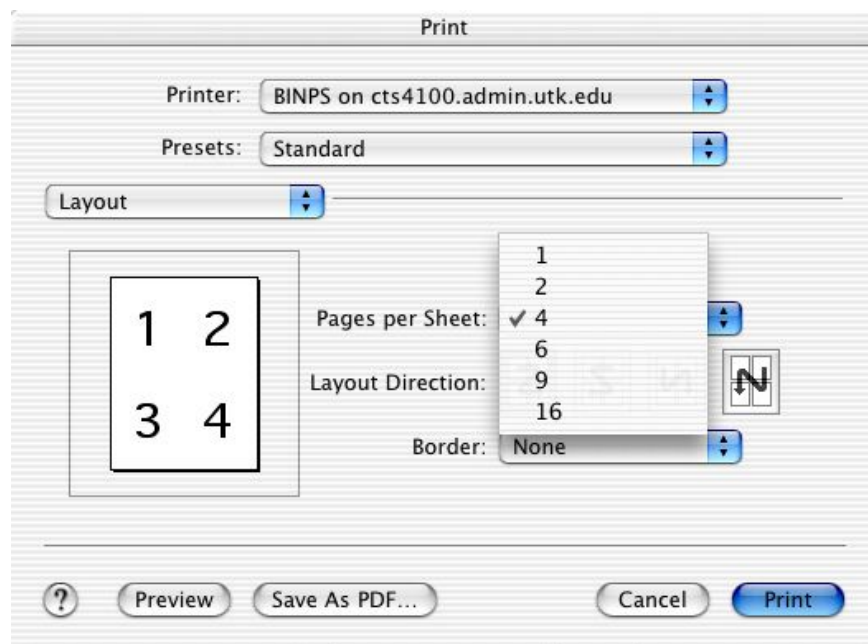 Print
Printer: BINPS on cts4100.admin.utk.edu
Presets: Standard
Layout
1 2
3 4
1
2
Pages per Sheet: ✓ 4
6
Layout Direction: 9
16
Border: None
? Preview Save As PDF... Cancel Print